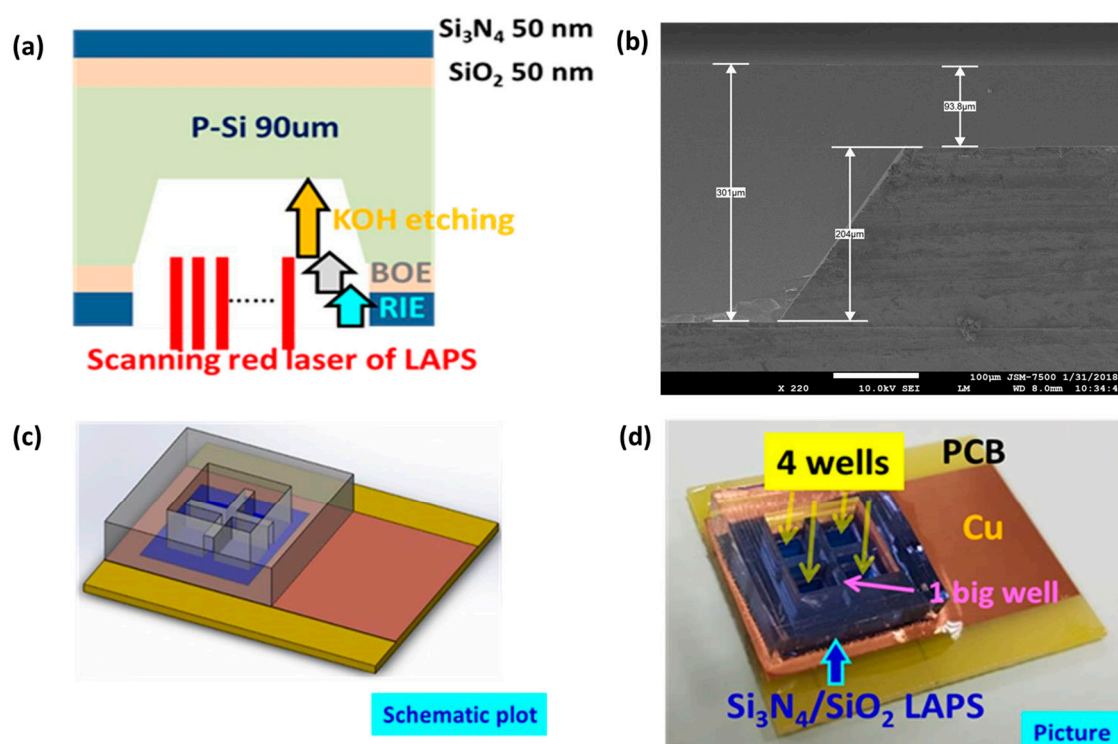 (a)
Si₃N₄ 50 nm
SiO₂ 50 nm
P-Si 90um
KOH etching
BOE
RIE
Scanning red laser of LAPS
(b)
93.8µm
301µm
204µm
100µm JSM-7500 1/31/2018
X 220 10.0kV SEI LM WD 8.0mm 10:34:4
(c)
Schematic plot
(d)
4 wells
PCB
Cu
1 big well
Si₃N₄/SiO₂ LAPS
Picture